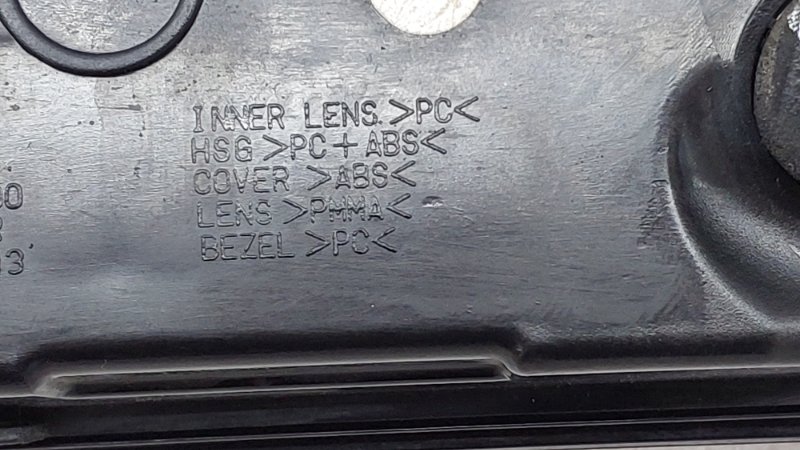 INNER LENS.>PC<
HSG>PC+ABS<
COVER >ABS<
LENS >PMMA<
BEZEL >PC<